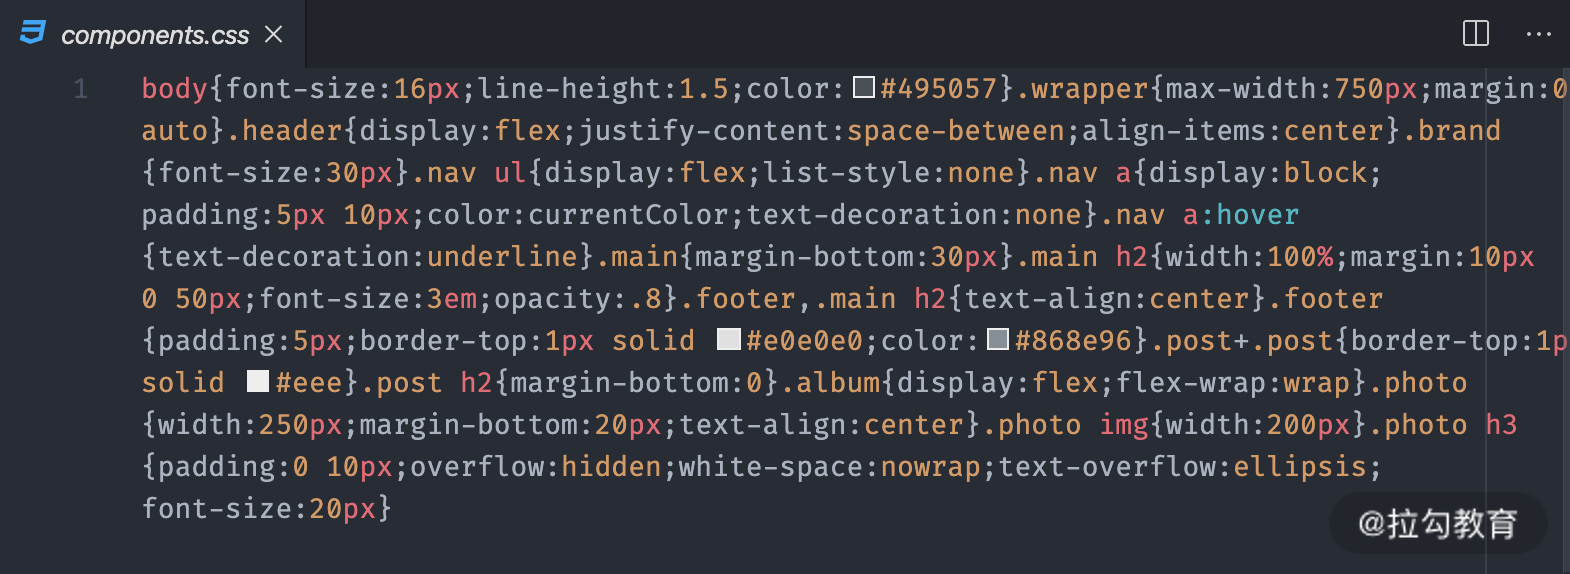 components.css
1 body{font-size:16px;line-height:1.5;color:#495057}.wrapper{max-width:750px;margin:0
auto}.header{display:flex;justify-content:space-between;align-items:center}.brand
{font-size:30px}.nav ul{display:flex;list-style:none}.nav a{display:block;
padding:5px 10px;color:currentColor;text-decoration:none}.nav a:hover
{text-decoration:underline}.main{margin-bottom:30px}.main h2{width:100%;margin:10px
0 50px;font-size:3em;opacity:.8}.footer,.main h2{text-align:center}.footer
{padding:5px;border-top:1px solid #e0e0e0;color:#868e96}.post+.post{border-top:1p
solid #eee}.post h2{margin-bottom:0}.album{display:flex;flex-wrap:wrap}.photo
{width:250px;margin-bottom:20px;text-align:center}.photo img{width:200px}.photo h3
{padding:0 10px;overflow:hidden;white-space:nowrap;text-overflow:ellipsis;
font-size:20px}
@拉勾教育